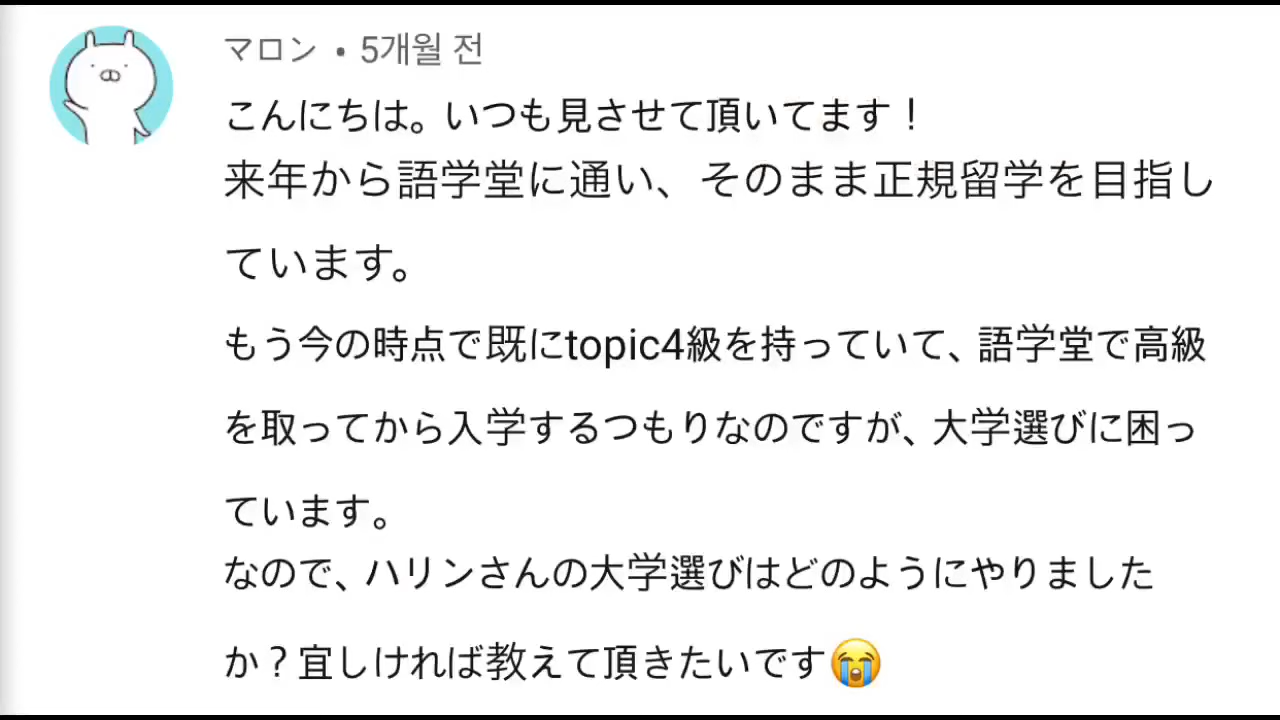 マロン • 5개월 전
こんにちは。いつも見させて頂いてます！
来年から語学堂に通い、そのまま正規留学を目指し
ています。
もう今の時点で既にtopic4級を持っていて、語学堂で高級
を取ってから入学するつもりなのですが、大学選びに困っ
ています。
なので、ハリンさんの大学選びはどのようにやりました
か？宜しければ教えて頂きたいです😭